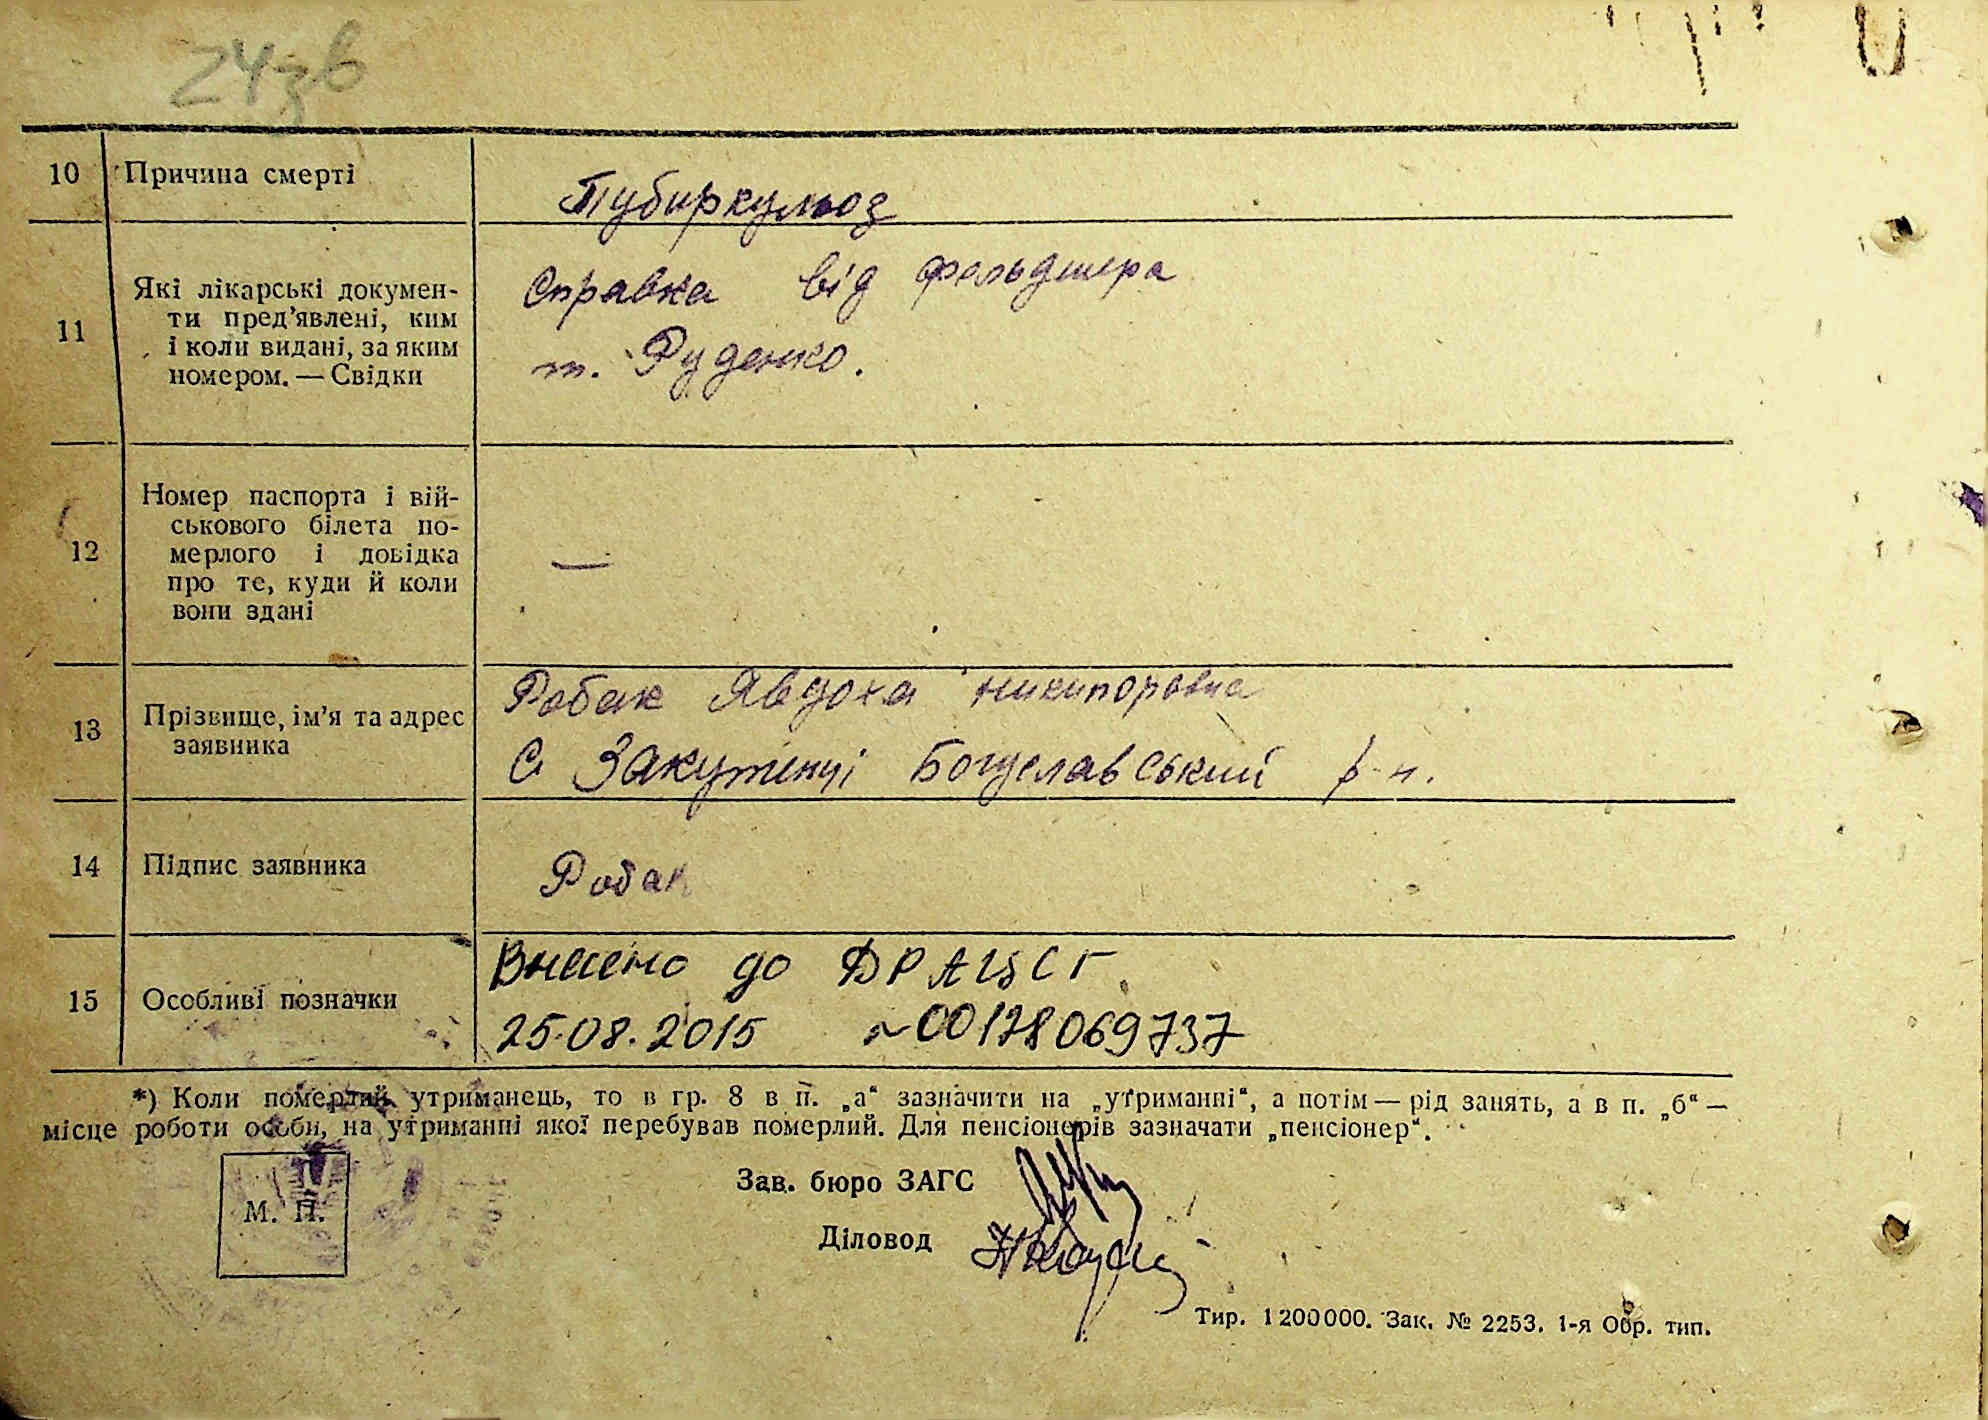 24зв
10 Причина смерті
Тубиркульоз
11 Які лікарські докумен-
ти пред'явлені, ким
і коли видані, за яким
номером. — Свідки
Справка від фельдшера
т. Руденко.
12 Номер паспорта і вій-
ськового білета по-
мерлого і довідка
про те, куди й коли
вони здані
—
13 Прізвище, ім'я та адрес
заявника
Робак Явдоха Никипоровна
С. Закутинці Богуславський р-н.
14 Підпис заявника
Робак
15 Особливі позначки
Внесено до ДРАЦСГ
25.08.2015 ~00128069737
*) Коли померлий утриманець, то в гр. 8 в п. „а“ зазначити на „утриманні“, а потім — рід занять, а в п. „б“ —
місце роботи особи, на утриманні якої перебував померлий. Для пенсіонерів зазначати „пенсіонер“.
М. П.
Зав. бюро ЗАГС
Діловод
Тир. 1200000. Зак. № 2253. 1-я Обр. тип.